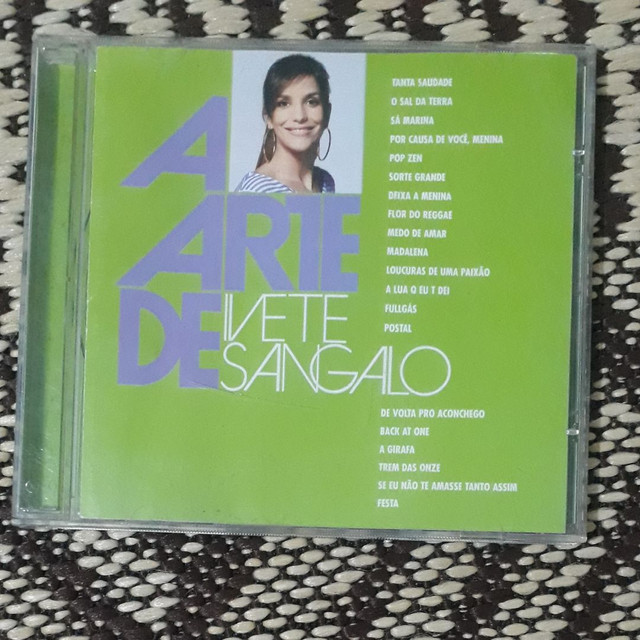 A
ARTE
DE
IVETE
SANGALO
TANTA SAUDADE
O SAL DA TERRA
SÁ MARINA
POR CAUSA DE VOCÊ, MENINA
POP ZEN
SORTE GRANDE
DEIXA A MENINA
FLOR DO REGGAE
MEDO DE AMAR
MADALENA
LOUCURAS DE UMA PAIXÃO
A LUA Q EU T DEI
FULLGÁS
POSTAL
DE VOLTA PRO ACONCHEGO
BACK AT ONE
A GIRAFA
TREM DAS ONZE
SE EU NÃO TE AMASSE TANTO ASSIM
FESTA